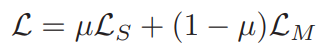 ℒ = μℒ_S + (1 − μ)ℒ_M